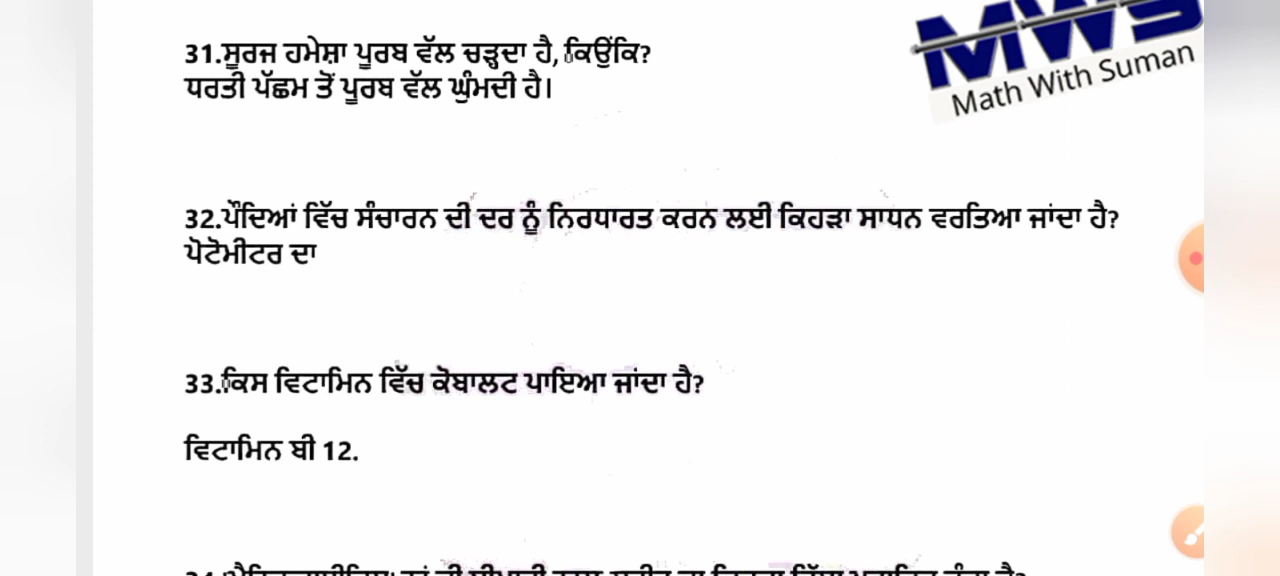 MWS
Math With Suman
31.ਸੂਰਜ ਹਮੇਸ਼ਾ ਪੂਰਬ ਵੱਲ ਚੜ੍ਹਦਾ ਹੈ, ਕਿਉਂਕਿ?
ਧਰਤੀ ਪੱਛਮ ਤੋਂ ਪੂਰਬ ਵੱਲ ਘੁੰਮਦੀ ਹੈ।
32.ਪੌਦਿਆਂ ਵਿੱਚ ਸੰਚਾਰਨ ਦੀ ਦਰ ਨੂੰ ਨਿਰਧਾਰਤ ਕਰਨ ਲਈ ਕਿਹੜਾ ਸਾਧਨ ਵਰਤਿਆ ਜਾਂਦਾ ਹੈ?
ਪੋਟੋਮੀਟਰ ਦਾ
33.ਕਿਸ ਵਿਟਾਮਿਨ ਵਿੱਚ ਕੋਬਾਲਟ ਪਾਇਆ ਜਾਂਦਾ ਹੈ?
ਵਿਟਾਮਿਨ ਬੀ 12.